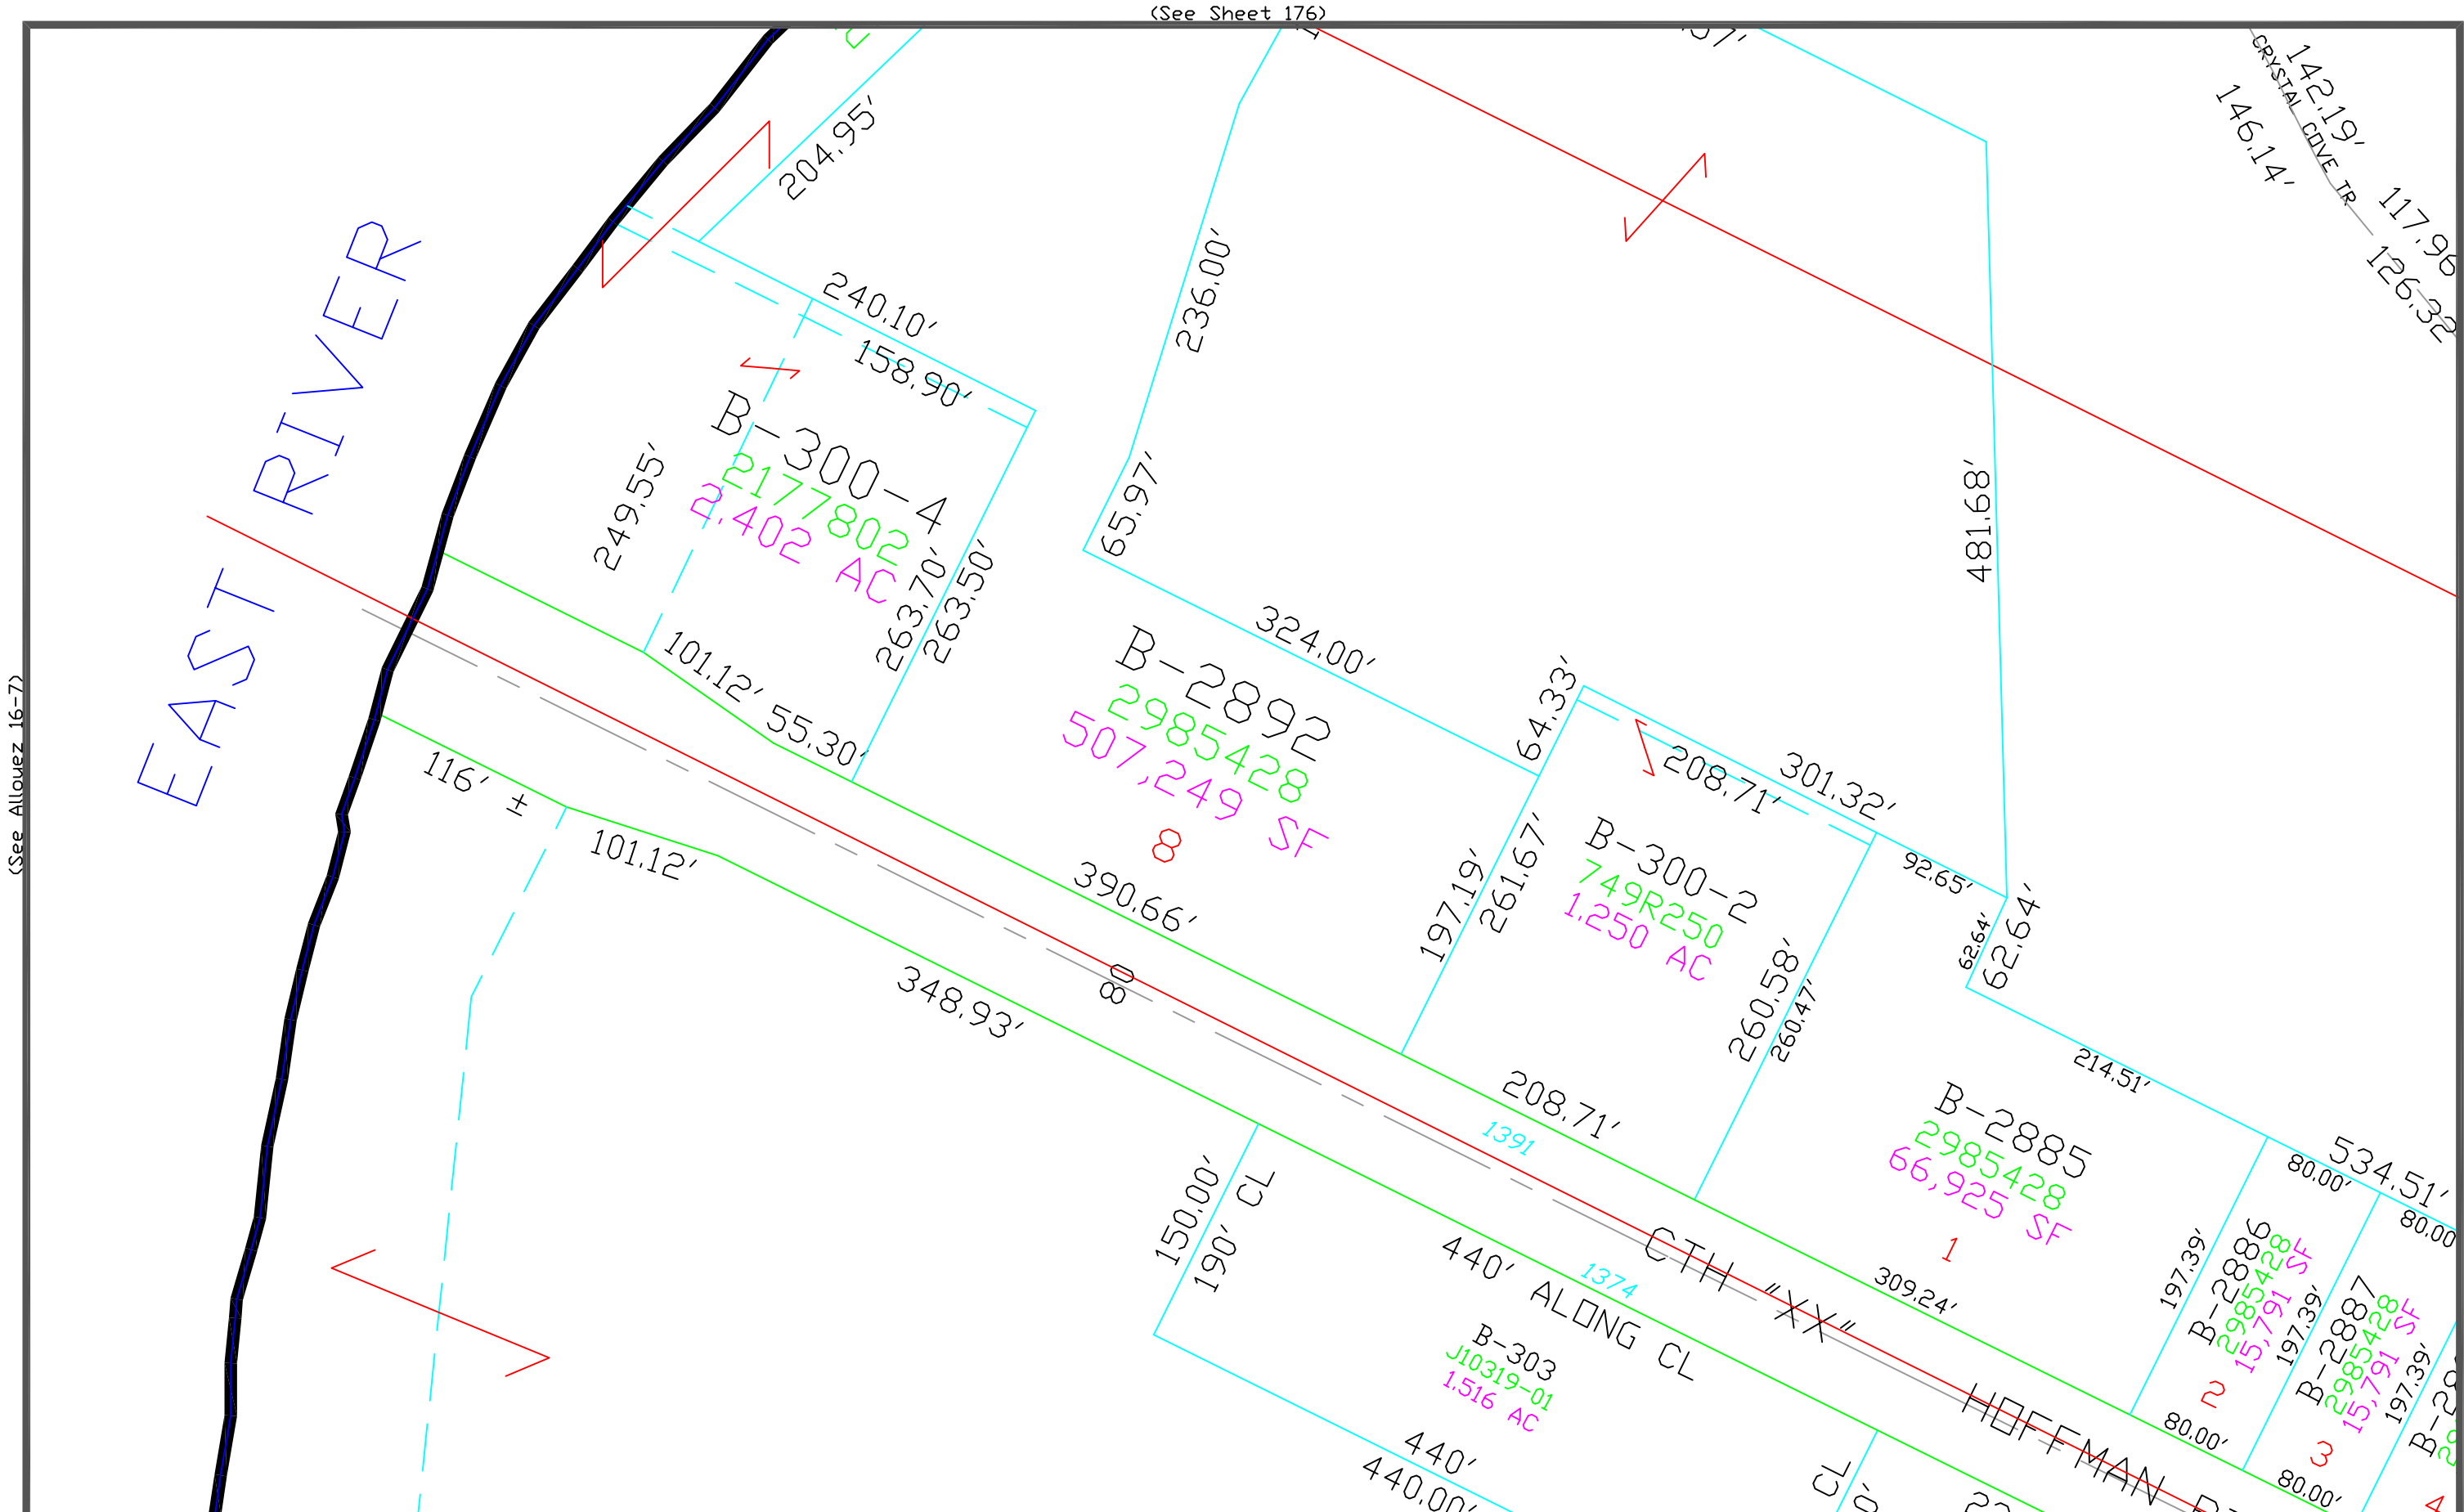 (See Sheet 176)
(See Allouez 16-7)
EAST RIVER
204.95'
240.10'
158.90'
B-300-4
2177802
2.402 AC
249.55'
263.70'
263.50'
101.12'
55.30'
116' ±
101.12'
348.93'
236.00'
65.97'
324.00'
64.33'
B-2892
2985428
507,249 SF
8
390.66'
80
197.19'
261.67'
208.71'
301.32'
B-300-2
749R250
1.250 AC
260.58'
260.47'
208.71'
1391
481.68'
92.65'
62.64'
62.64'
214.51'
B-2885
2985428
66,925 SF
1
309.24'
CRYSTAL COVE TR
142.19'
146.14'
117.96
126.32
534.51'
80.00'
80.00
197.39'
B-2886
2985428
15,791 SF
2
80.00'
197.39'
B-2887
2985428
15,791 SF
3
80.00'
197.39'
CTH "XX"
HOFFMAN
150.00'
190' CL
440' ALONG CL
1374
B-303
J10319-01
1.516 AC
440'
440.00'
CL